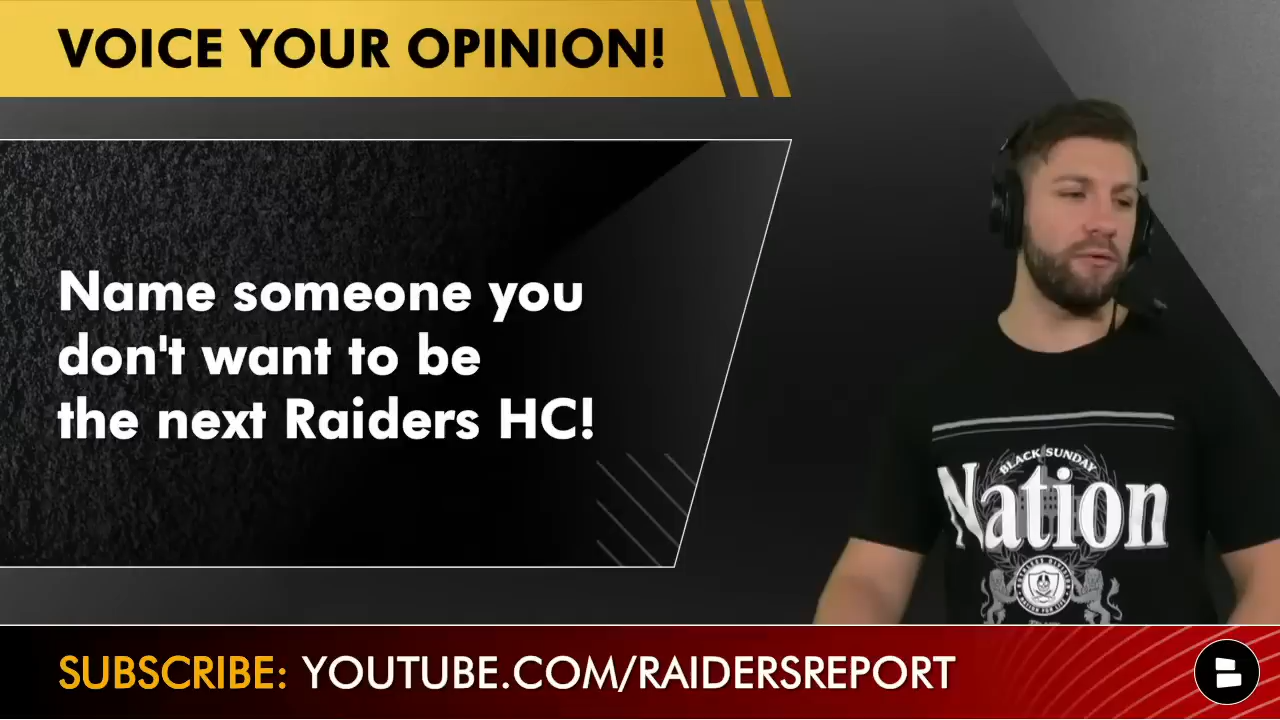 VOICE YOUR OPINION!
Name someone you
don't want to be
the next Raiders HC!
BLACK SUNDAY
Nation
SUBSCRIBE: YOUTUBE.COM/RAIDERSREPORT